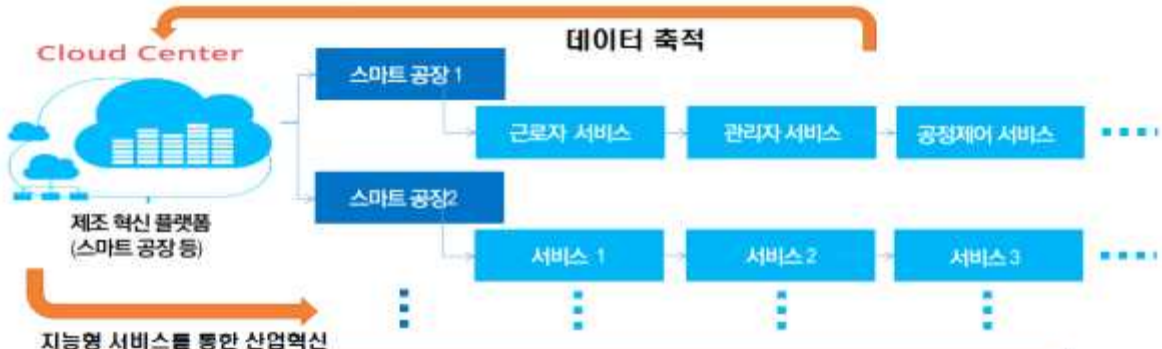 데이터 축적
Cloud Center
스마트 공장 1
근로자 서비스
관리자 서비스
공정제어 서비스
스마트 공장2
제조 혁신 플랫폼
(스마트 공장 등)
서비스 1
서비스 2
서비스 3
지능형 서비스를 통한 산업혁신